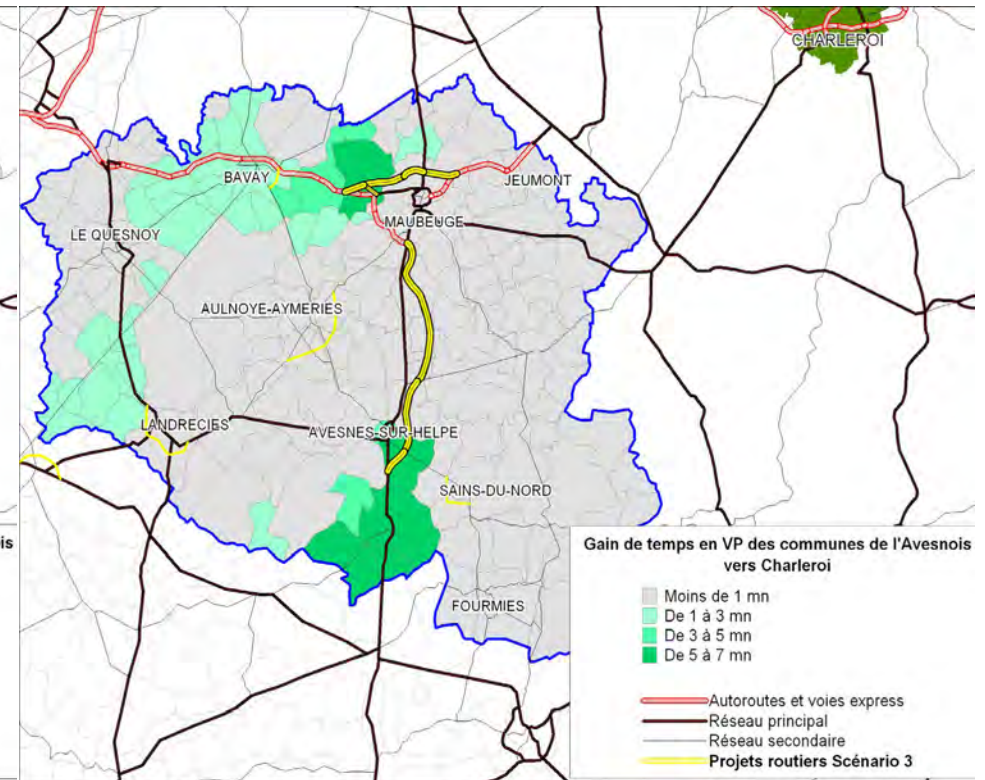 CHARLEROI
BAVAY
JEUMONT
MAUBEUGE
LE QUESNOY
AULNOYE-AYMERIES
LANDRECIES
AVESNES-SUR-HELPE
SAINS-DU-NORD
FOURMIES
is
Gain de temps en VP des communes de l'Avesnois
vers Charleroi
Moins de 1 mn
De 1 à 3 mn
De 3 à 5 mn
De 5 à 7 mn
Autoroutes et voies express
Réseau principal
Réseau secondaire
Projets routiers Scénario 3